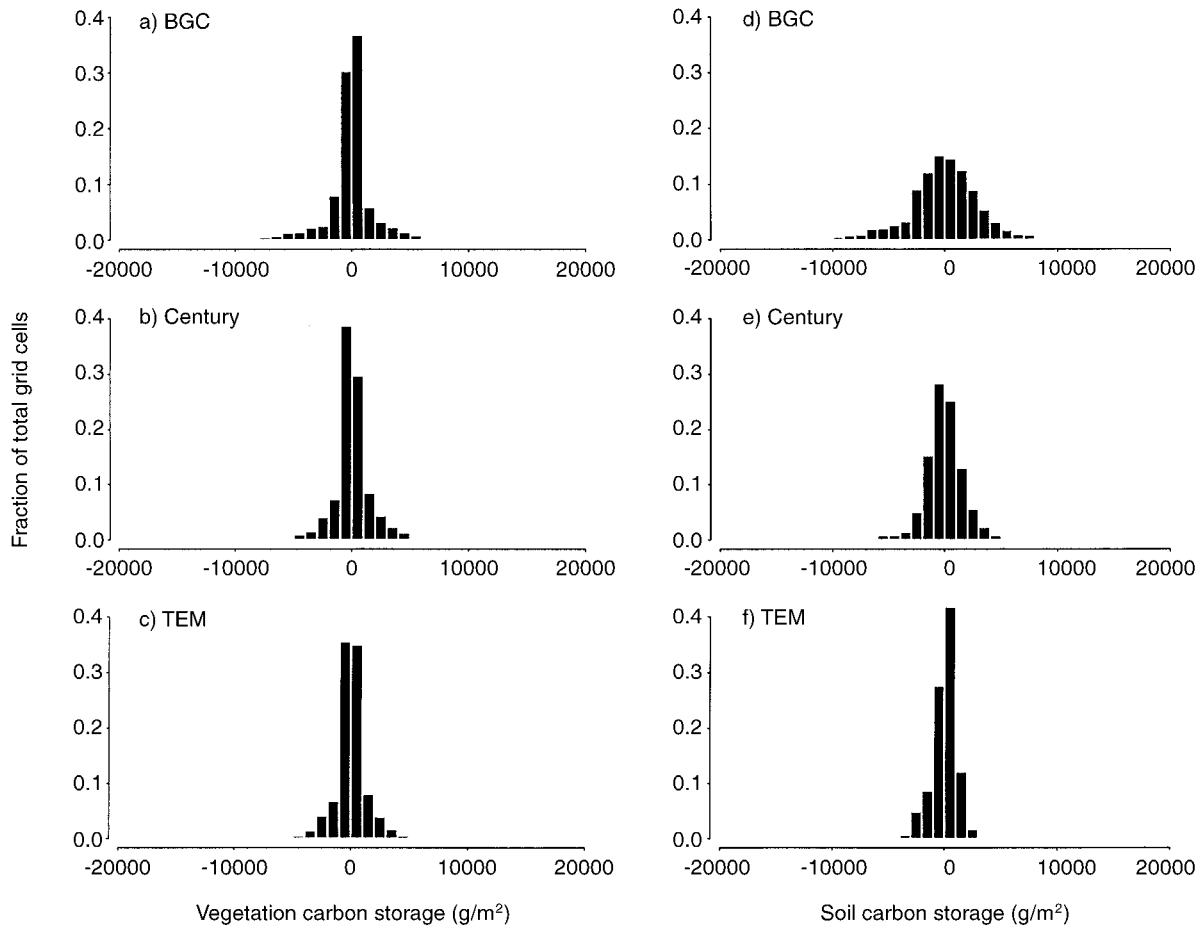 Fraction of total grid cells
a) BGC
0.4
0.3
0.2
0.1
0.0
-20000 -10000 0 10000 20000
d) BGC
0.4
0.3
0.2
0.1
0.0
-20000 -10000 0 10000 20000
b) Century
0.4
0.3
0.2
0.1
0.0
-20000 -10000 0 10000 20000
e) Century
0.4
0.3
0.2
0.1
0.0
-20000 -10000 0 10000 20000
c) TEM
0.4
0.3
0.2
0.1
0.0
-20000 -10000 0 10000 20000
Vegetation carbon storage (g/m²)
f) TEM
0.4
0.3
0.2
0.1
0.0
-20000 -10000 0 10000 20000
Soil carbon storage (g/m²)